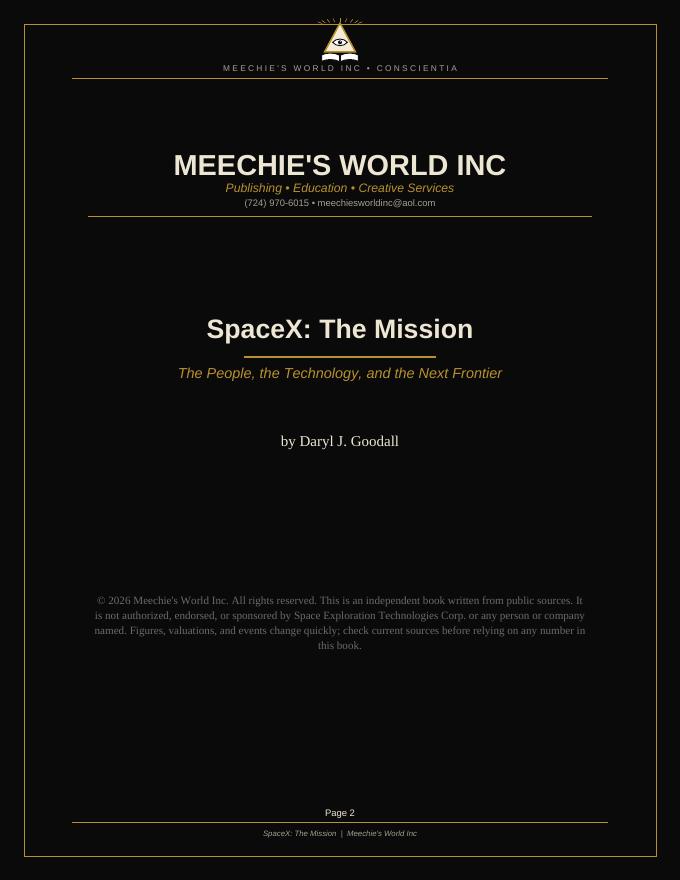 MEECHIE'S WORLD INC • CONSCIENTIA
MEECHIE'S WORLD INC
Publishing • Education • Creative Services
(724) 970-6015 • meechiesworldinc@aol.com
SpaceX: The Mission
The People, the Technology, and the Next Frontier
by Daryl J. Goodall
© 2026 Meechie's World Inc. All rights reserved. This is an independent book written from public sources. It
is not authorized, endorsed, or sponsored by Space Exploration Technologies Corp. or any person or company
named. Figures, valuations, and events change quickly; check current sources before relying on any number in
this book.
Page 2
SpaceX: The Mission | Meechie's World Inc